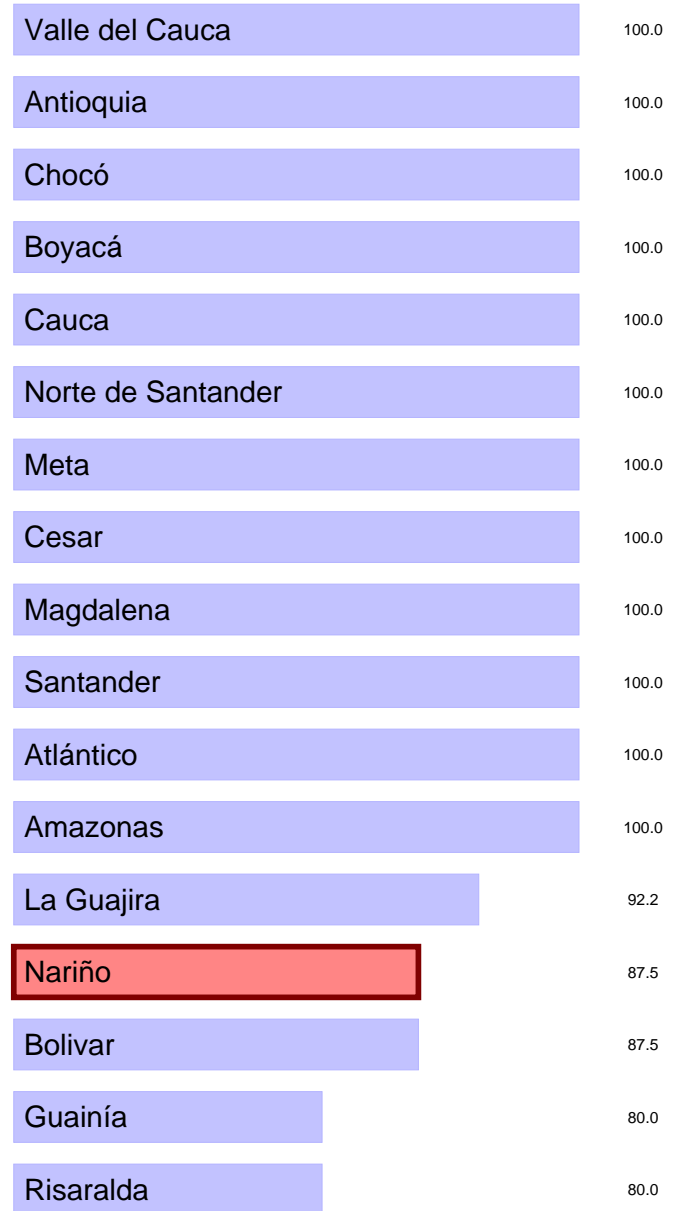 Valle del Cauca 100.0
Antioquia 100.0
Chocó 100.0
Boyacá 100.0
Cauca 100.0
Norte de Santander 100.0
Meta 100.0
Cesar 100.0
Magdalena 100.0
Santander 100.0
Atlántico 100.0
Amazonas 100.0
La Guajira 92.2
Nariño 87.5
Bolivar 87.5
Guainía 80.0
Risaralda 80.0